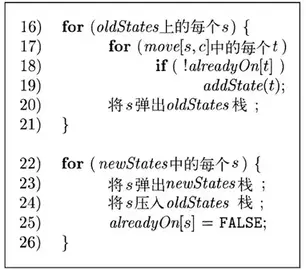 16) for (oldStates上的每个s) {
17) for (move[s,c]中的每个t)
18) if ( !alreadyOn[t] )
19) addState(t);
20) 将s弹出oldStates 栈 ;
21) }
22) for ( newStates中的每个s) {
23) 将s弹出newStates 栈 ;
24) 将s压入oldStates 栈 ;
25) alreadyOn[s] = FALSE;
26) }